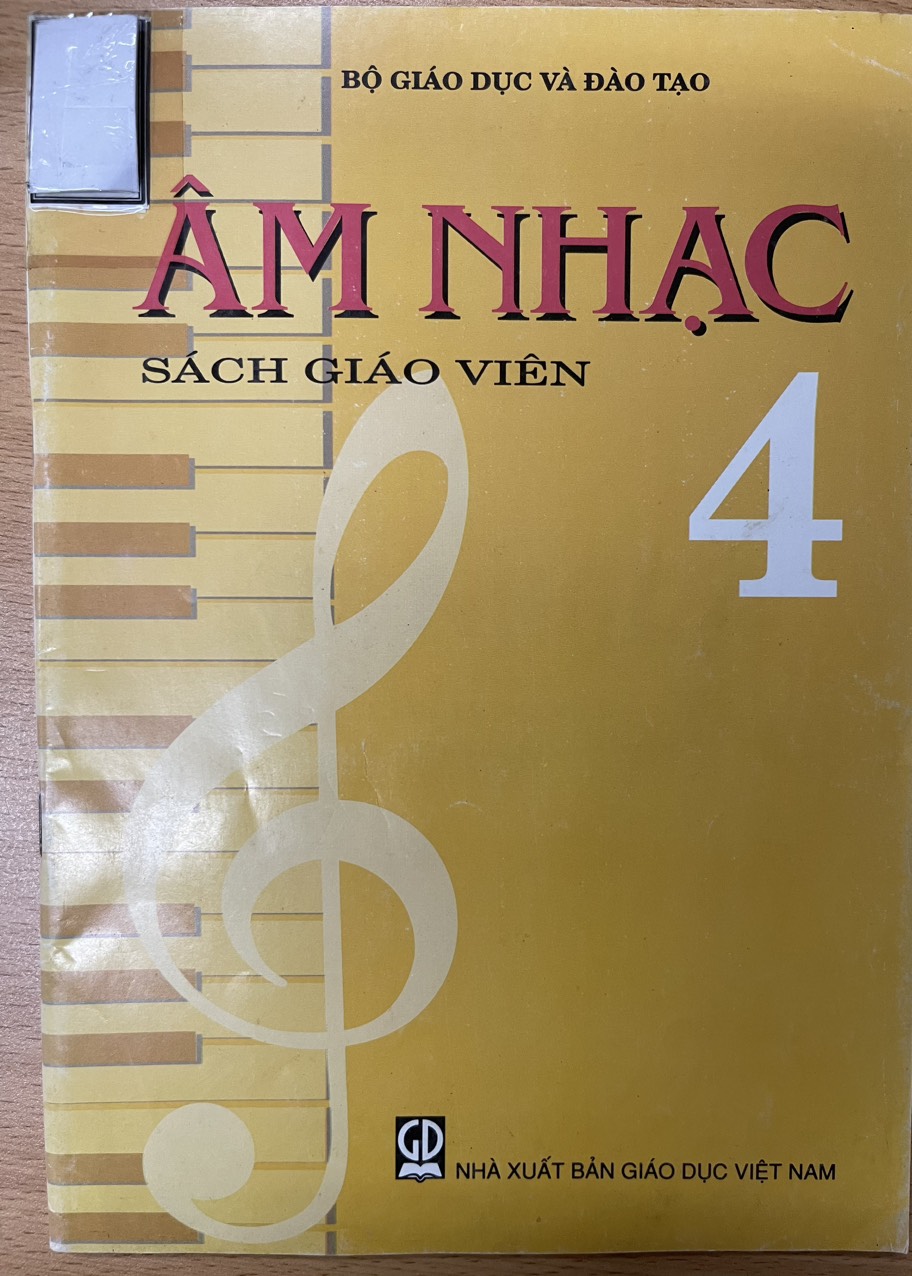 BỘ GIÁO DỤC VÀ ĐÀO TẠO
ÂM NHẠC
SÁCH GIÁO VIÊN
4
GD
NHÀ XUẤT BẢN GIÁO DỤC VIỆT NAM